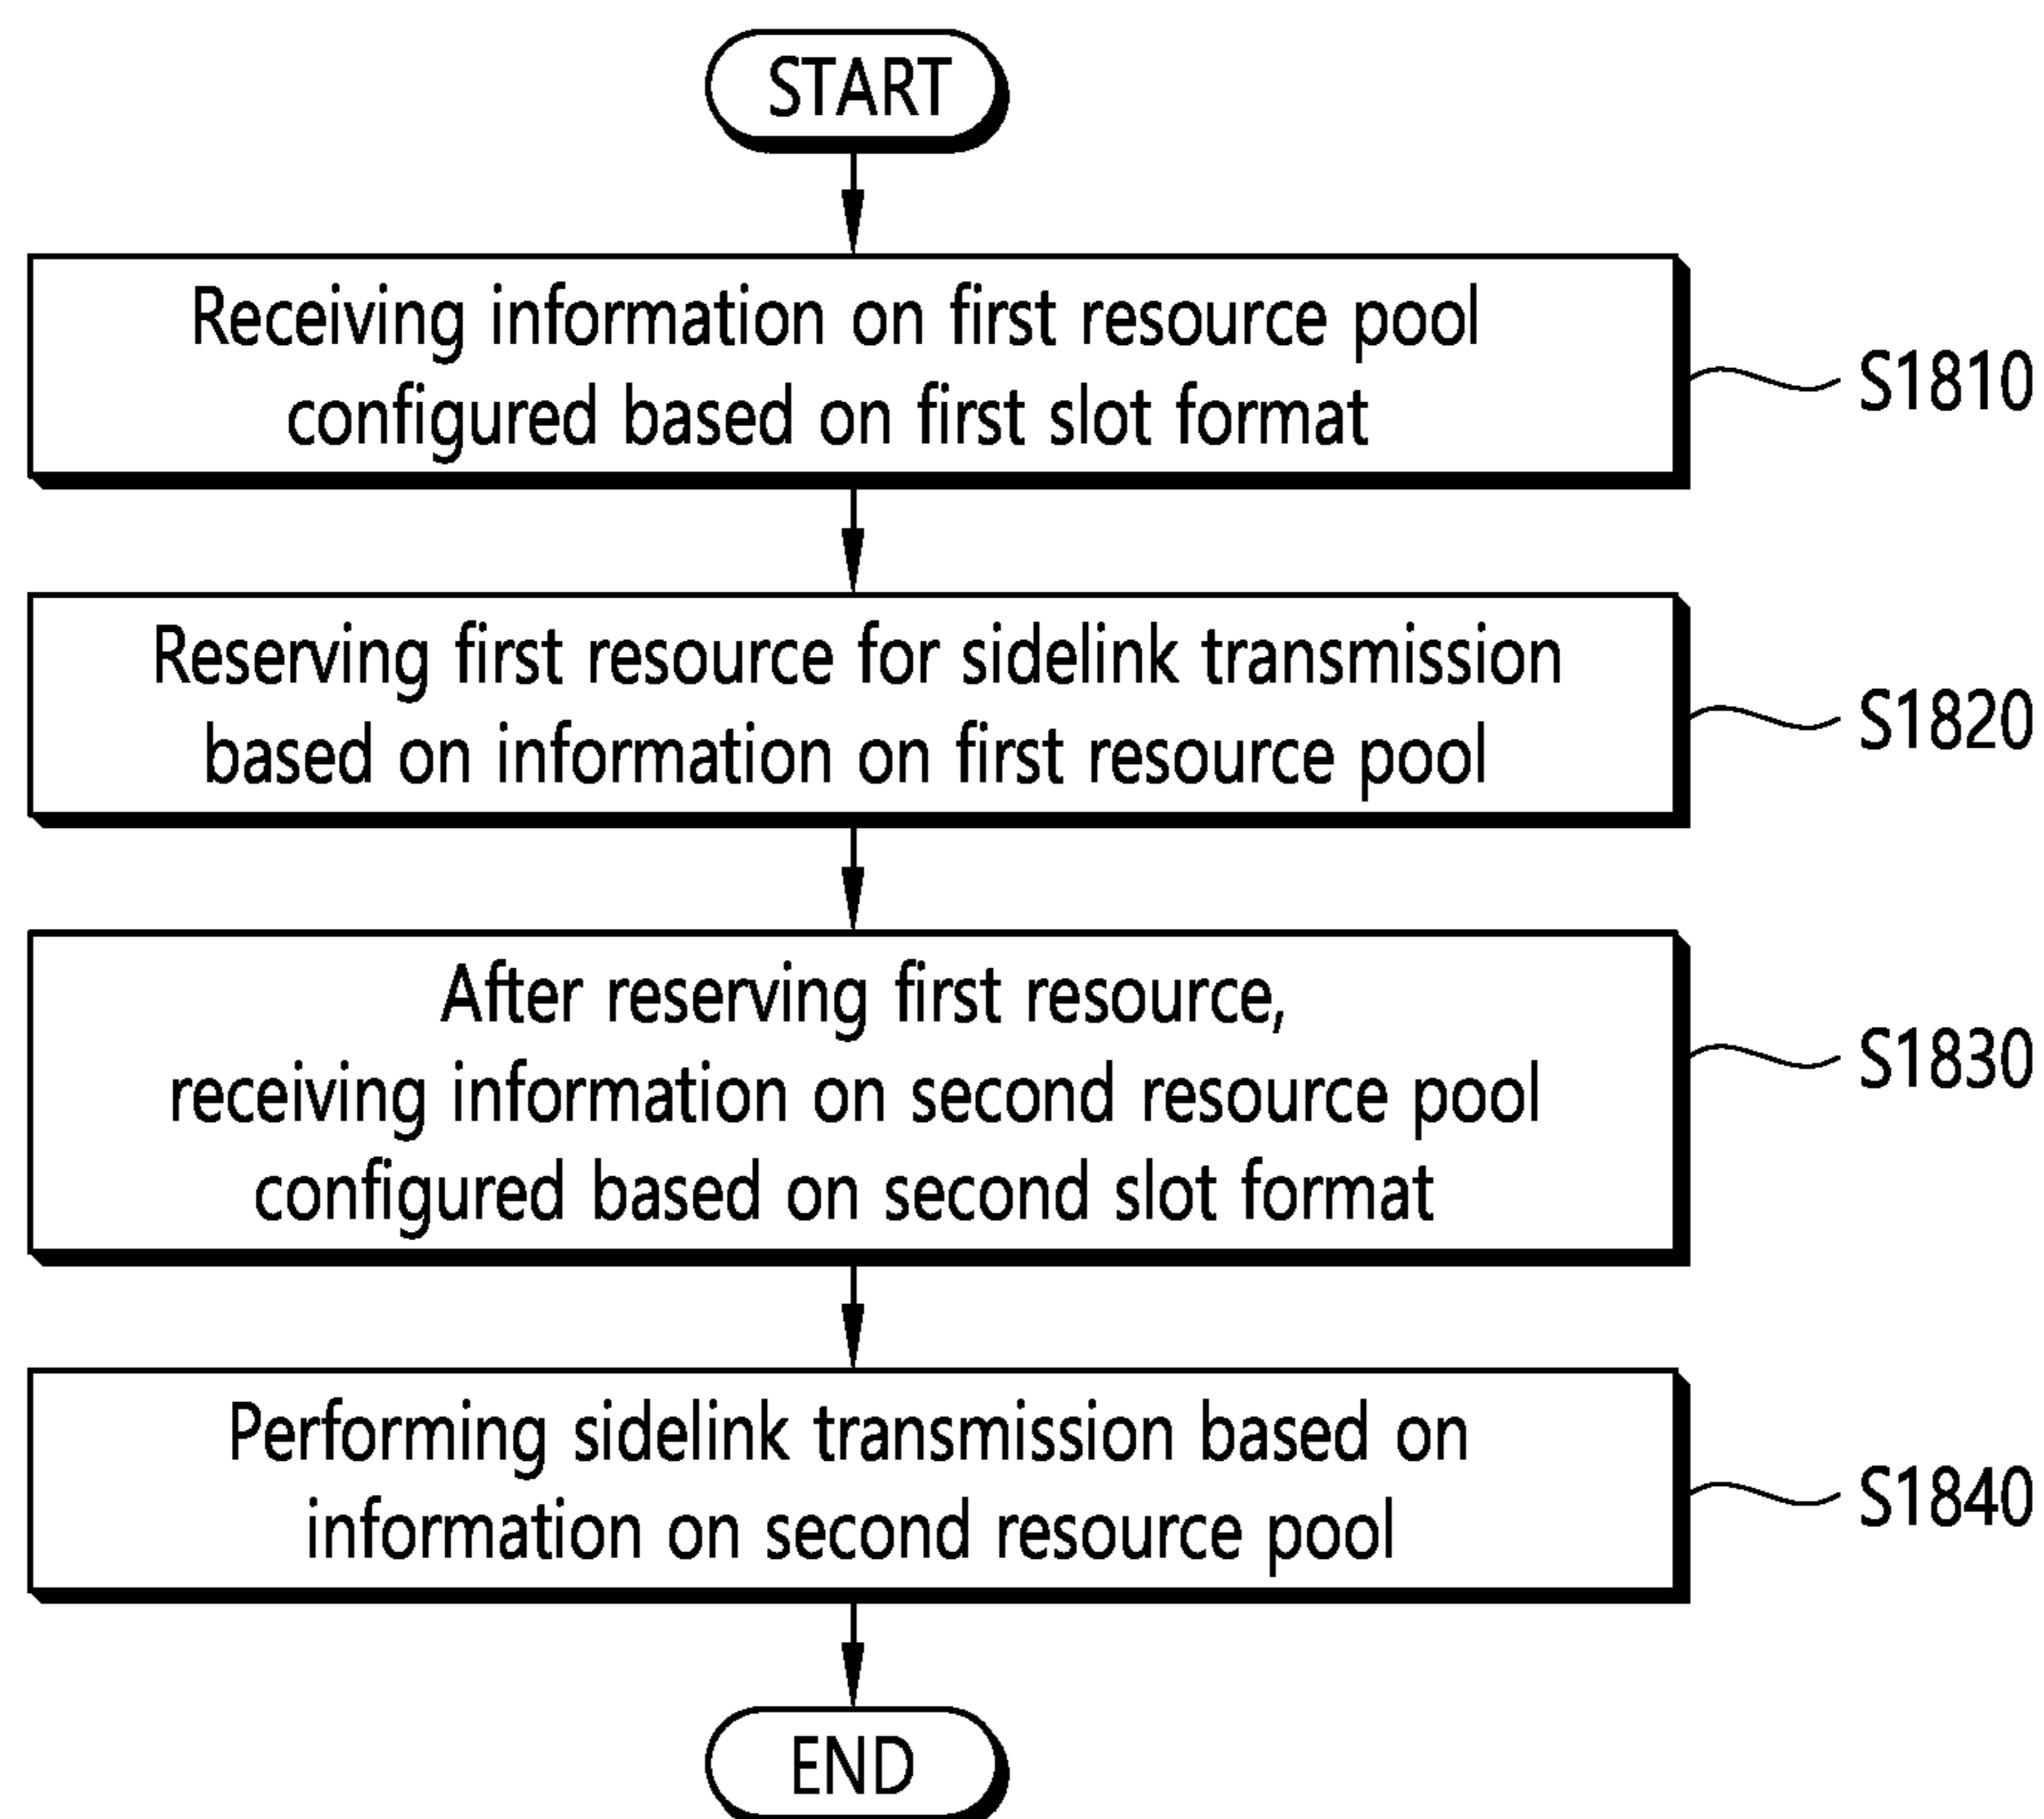 START
Receiving information on first resource pool
configured based on first slot format
S1810
Reserving first resource for sidelink transmission
based on information on first resource pool
S1820
After reserving first resource,
receiving information on second resource pool
configured based on second slot format
S1830
Performing sidelink transmission based on
information on second resource pool
S1840
END